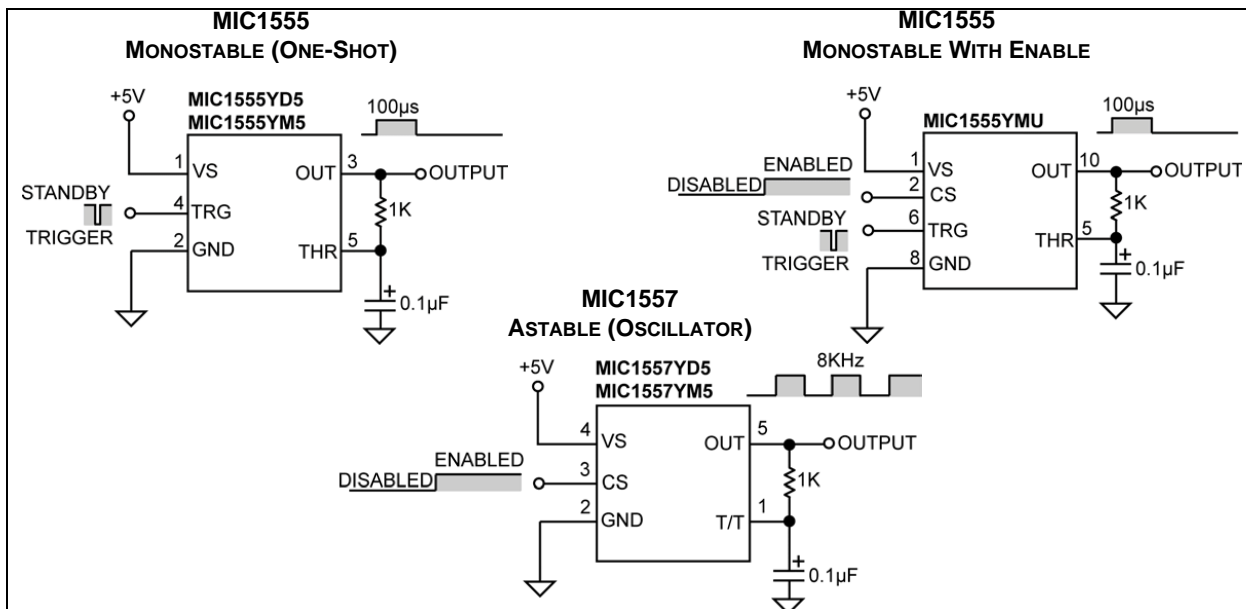 MIC1555
MONOSTABLE (ONE-SHOT)
+5V
MIC1555YD5
MIC1555YM5
100µs
1
VS
OUT
3
OUTPUT
STANDBY
4
TRG
1K
TRIGGER
2
GND
THR
5
+
0.1µF
MIC1555
MONOSTABLE WITH ENABLE
+5V
MIC1555YMU
100µs
1
VS
OUT
10
OUTPUT
ENABLED
DISABLED
2
CS
1K
STANDBY
6
TRG
THR
5
TRIGGER
8
GND
+
0.1µF
MIC1557
ASTABLE (OSCILLATOR)
+5V
MIC1557YD5
MIC1557YM5
8KHz
4
VS
OUT
5
OUTPUT
ENABLED
DISABLED
3
CS
1K
2
GND
T/T
1
+
0.1µF